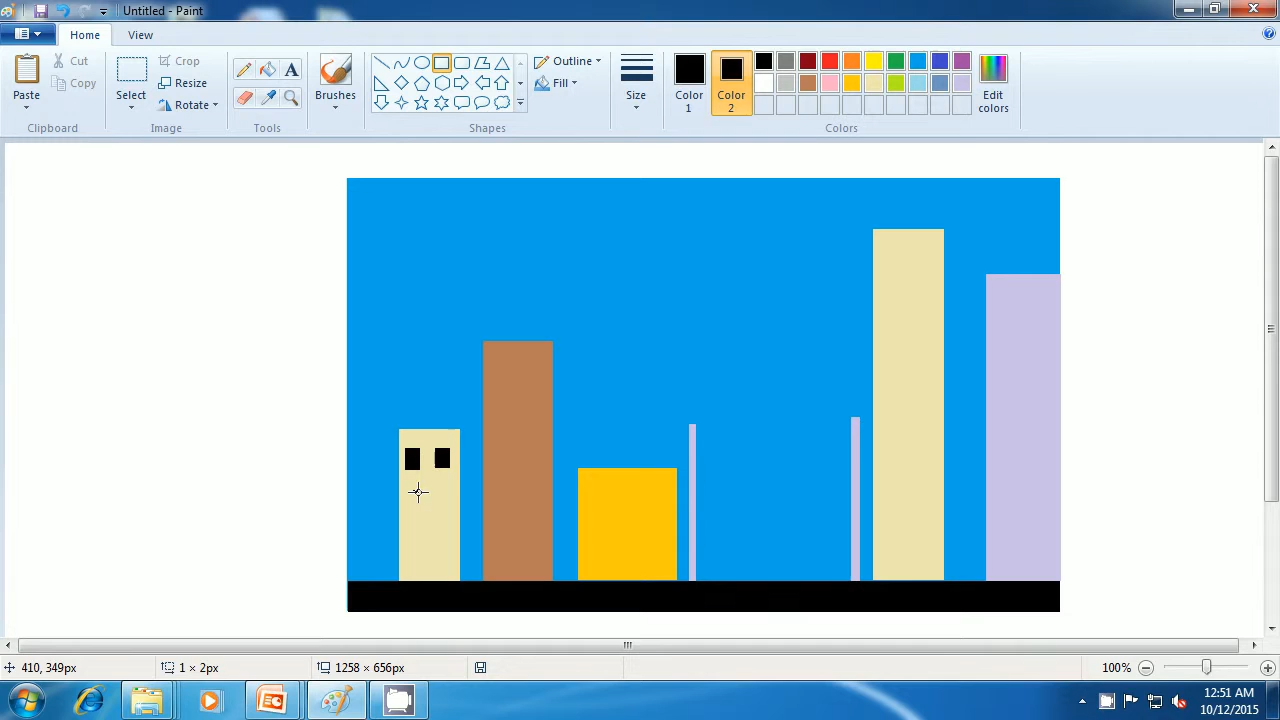 Untitled - Paint
Home
View
Paste
Cut
Copy
Clipboard
Select
Crop
Resize
Rotate
Image
A
Tools
Brushes
Outline
Fill
Shapes
Size
Color 1
Color 2
Edit colors
Colors
410, 349px
1 × 2px
1258 × 656px
100%
12:51 AM
10/12/2015